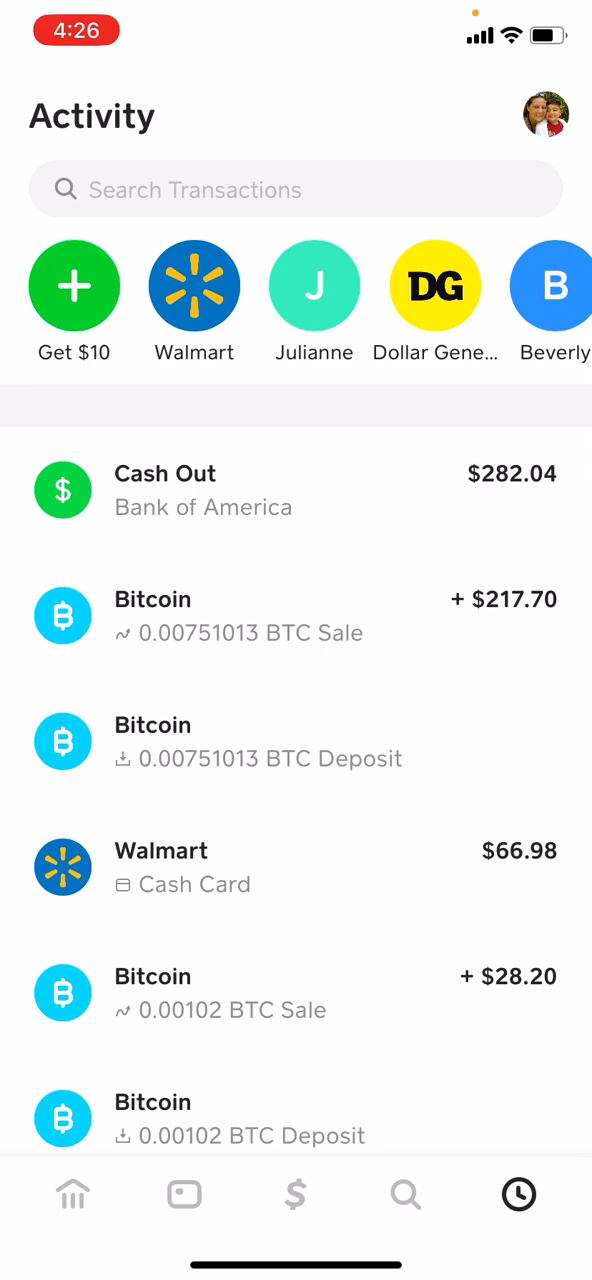 4:26
Activity
Search Transactions
J
DG
B
Get $10
Walmart
Julianne
Dollar Gene...
Beverly
Cash Out
$282.04
Bank of America
Bitcoin
+ $217.70
0.00751013 BTC Sale
Bitcoin
0.00751013 BTC Deposit
Walmart
$66.98
Cash Card
Bitcoin
+ $28.20
0.00102 BTC Sale
Bitcoin
0.00102 BTC Deposit